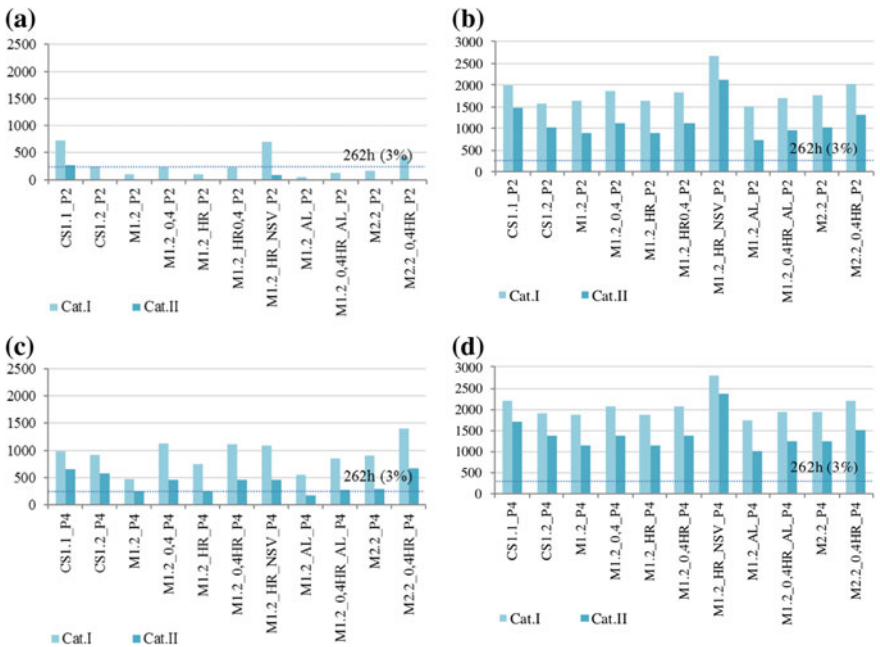 (a)
2500
2000
1500
1000
500
0
262h (3%)
CS1.1_P2
CS1.2_P2
M1.2_P2
M1.2_0,4_P2
M1.2_HR_P2
M1.2_HR0,4_P2
M1.2_HR_NSV_P2
M1.2_AL_P2
M1.2_0,4HR_AL_P2
M2.2_P2
M2.2_0,4HR_P2
Cat.I Cat.II
(b)
3000
2500
2000
1500
1000
500
0
262h (3%)
CS1.1_P2
CS1.2_P2
M1.2_P2
M1.2_0,4_P2
M1.2_HR_P2
M1.2_HR0,4_P2
M1.2_HR_NSV_P2
M1.2_AL_P2
M1.2_0,4HR_AL_P2
M2.2_P2
M2.2_0,4HR_P2
Cat.I Cat.II
(c)
2500
2000
1500
1000
500
0
262h (3%)
CS1.1_P4
CS1.2_P4
M1.2_P4
M1.2_0,4_P4
M1.2_HR_P4
M1.2_0,4HR_P4
M1.2_HR_NSV_P4
M1.2_AL_P4
M1.2_0,4HR_AL_P4
M2.2_P4
M2.2_0,4HR_P4
Cat.I Cat.II
(d)
3000
2500
2000
1500
1000
500
0
262h (3%)
CS1.1_P4
CS1.2_P4
M1.2_P4
M1.2_0,4_P4
M1.2_HR_P4
M1.2_0,4HR_P4
M1.2_HR_NSV_P4
M1.2_AL_P4
M1.2_0,4HR_AL_P4
M2.2_P4
M2.2_0,4HR_P4
Cat.I Cat.II